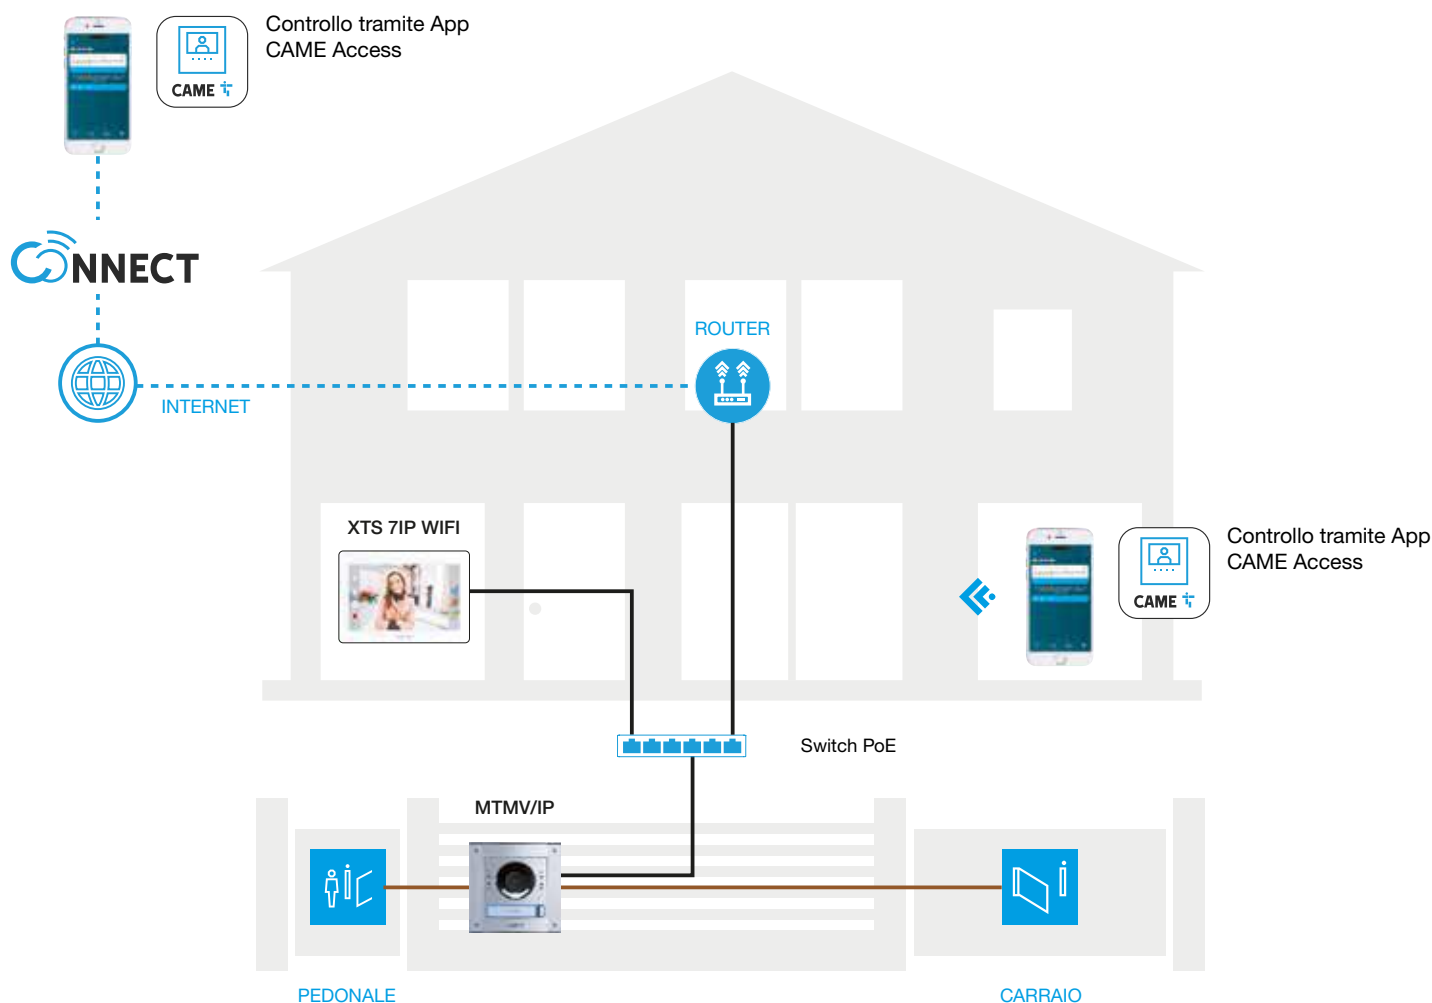 Controllo tramite App
CAME Access
CAME
CONNECT
ROUTER
INTERNET
XTS 7IP WIFI
Controllo tramite App
CAME Access
CAME
Switch PoE
MTMV/IP
PEDONALE
CARRAIO